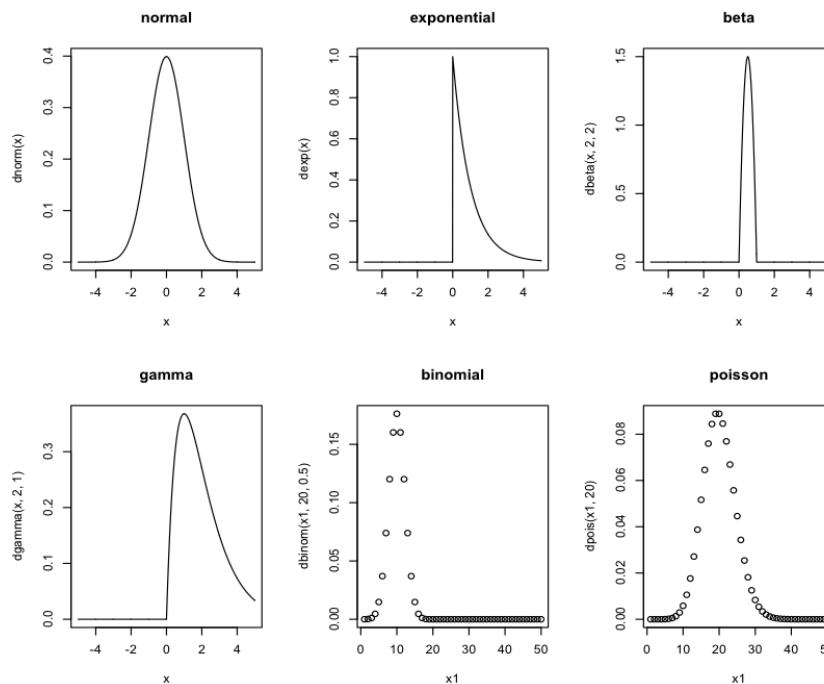 normal
dnorm(x)
0.0 0.1 0.2 0.3 0.4
-4 -2 0 2 4
x
exponential
dexp(x)
0.0 0.2 0.4 0.6 0.8 1.0
-4 -2 0 2 4
x
beta
dbeta(x, 2, 2)
0.0 0.5 1.0 1.5
-4 -2 0 2 4
x
gamma
dgamma(x, 2, 1)
0.0 0.1 0.2 0.3
-4 -2 0 2 4
x
binomial
dbinom(x1, 20, 0.5)
0.00 0.05 0.10 0.15
0 10 20 30 40 50
x1
poisson
dpois(x1, 20)
0.00 0.02 0.04 0.06 0.08
0 10 20 30 40
x1